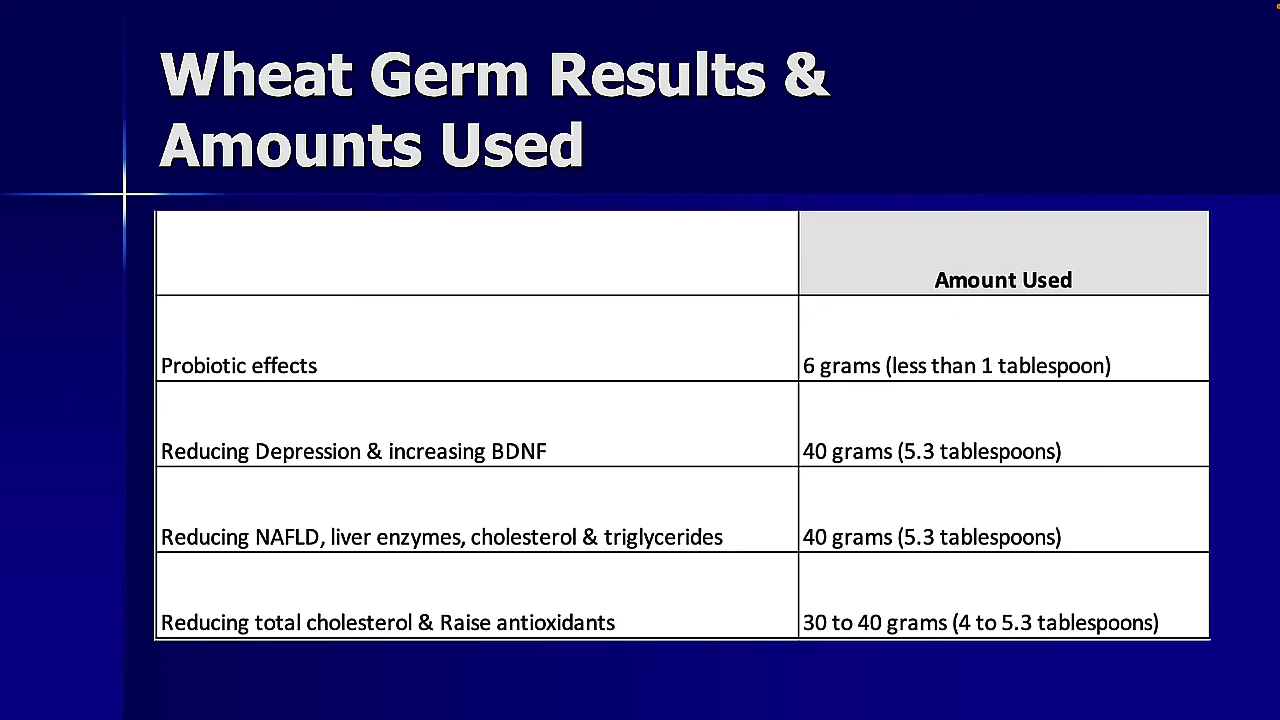 Wheat Germ Results &
Amounts Used
Amount Used
Probiotic effects
6 grams (less than 1 tablespoon)
Reducing Depression & increasing BDNF
40 grams (5.3 tablespoons)
Reducing NAFLD, liver enzymes, cholesterol & triglycerides
40 grams (5.3 tablespoons)
Reducing total cholesterol & Raise antioxidants
30 to 40 grams (4 to 5.3 tablespoons)